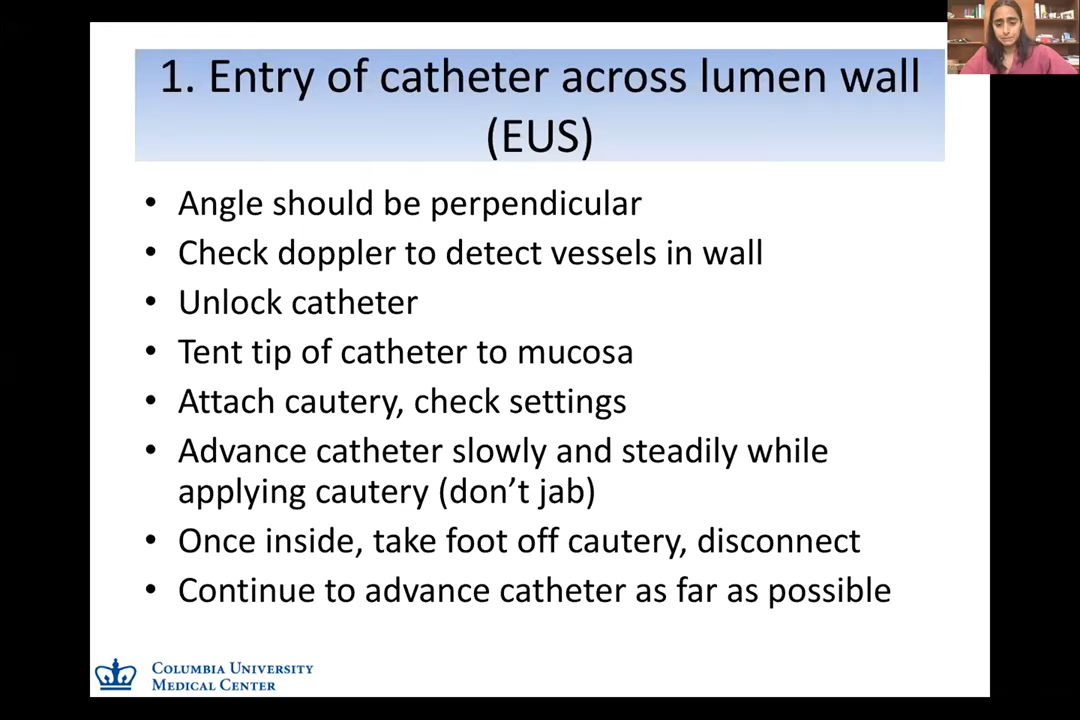 1. Entry of catheter across lumen wall
(EUS)
• Angle should be perpendicular
• Check doppler to detect vessels in wall
• Unlock catheter
• Tent tip of catheter to mucosa
• Attach cautery, check settings
• Advance catheter slowly and steadily while
applying cautery (don’t jab)
• Once inside, take foot off cautery, disconnect
• Continue to advance catheter as far as possible
COLUMBIA UNIVERSITY
MEDICAL CENTER